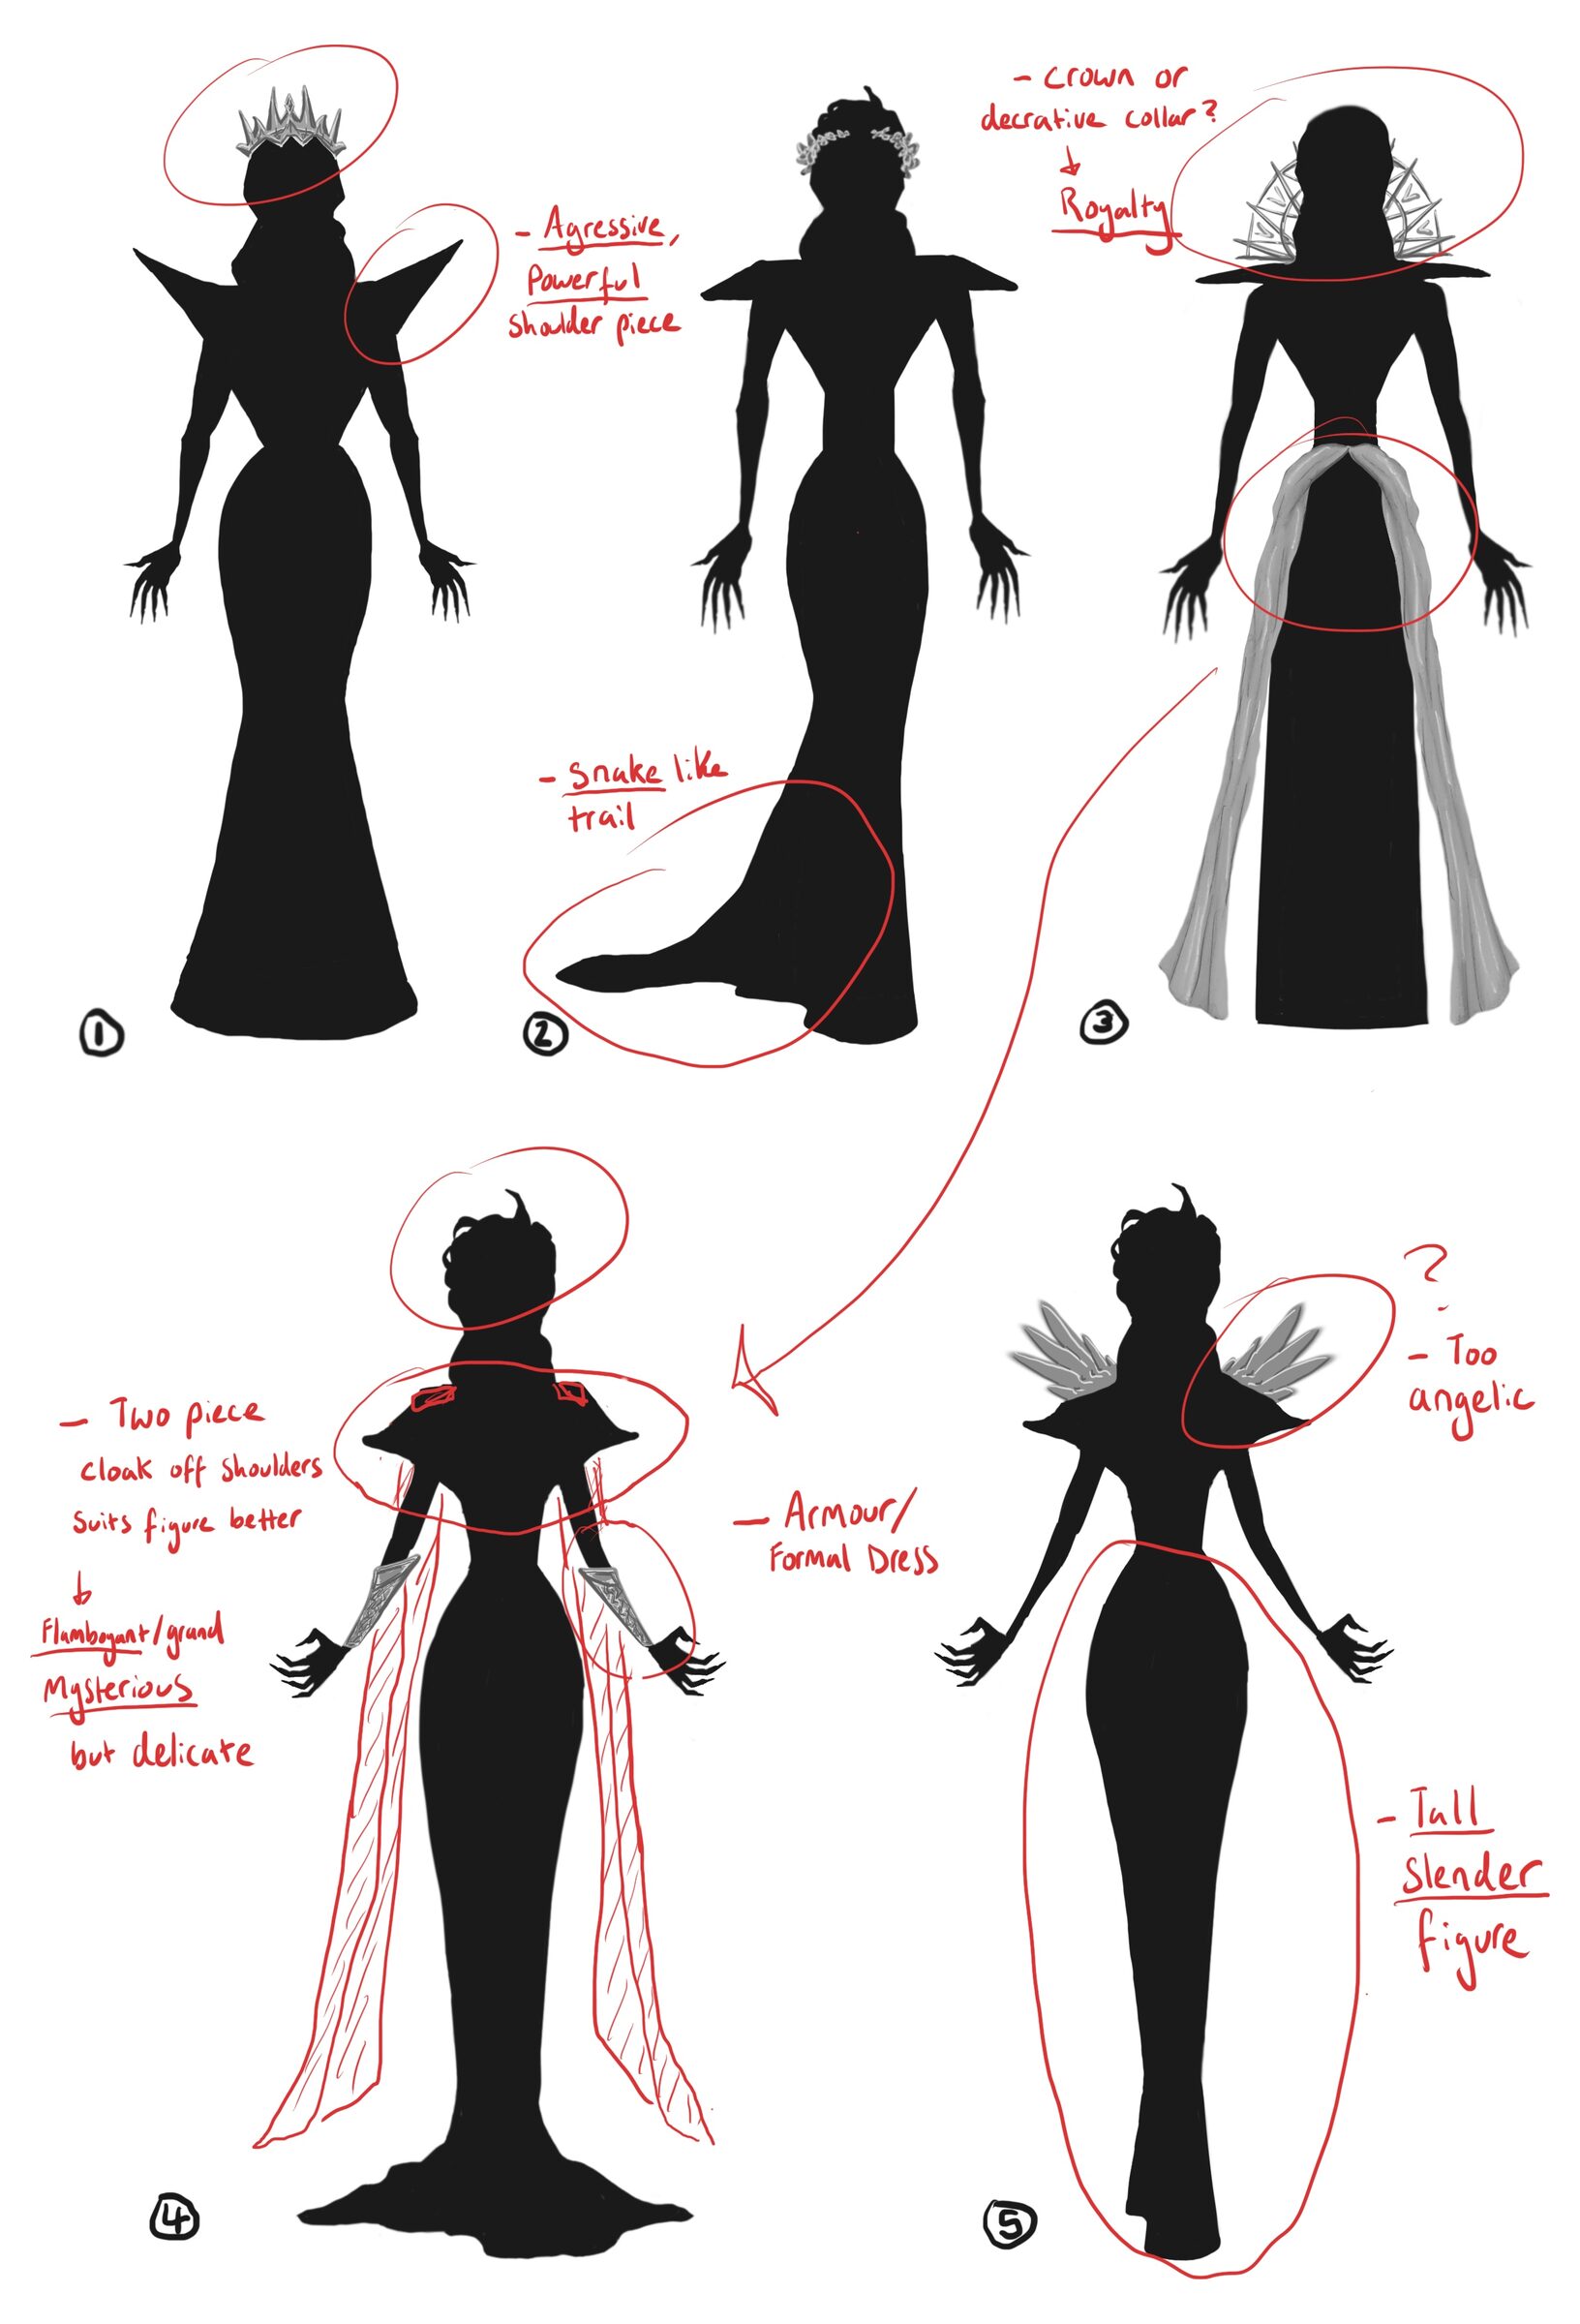 - Agressive,
Powerful
shoulder piece
- Crown or
decrative collar?
Royalty
- Snake like
trail
1
2
3
- Two piece
cloak off shoulders
suits figure better
Flamboyant/grand
Mysterious
but delicate
- Armour/
Formal Dress
?
- Too
angelic
- Tall
slender
figure
4
5